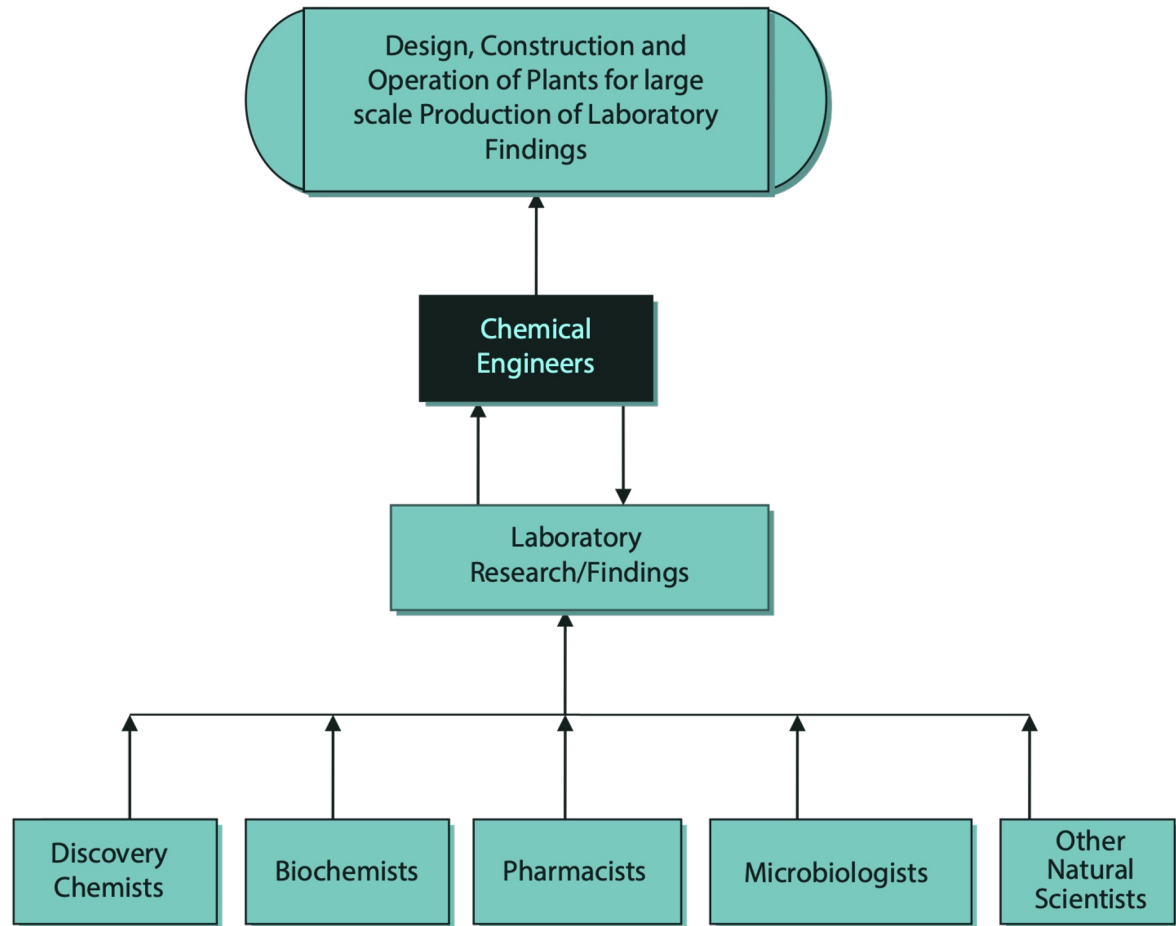 Design, Construction and
Operation of Plants for large
scale Production of Laboratory
Findings
Chemical
Engineers
Laboratory
Research/Findings
Discovery
Chemists
Biochemists
Pharmacists
Microbiologists
Other
Natural
Scientists